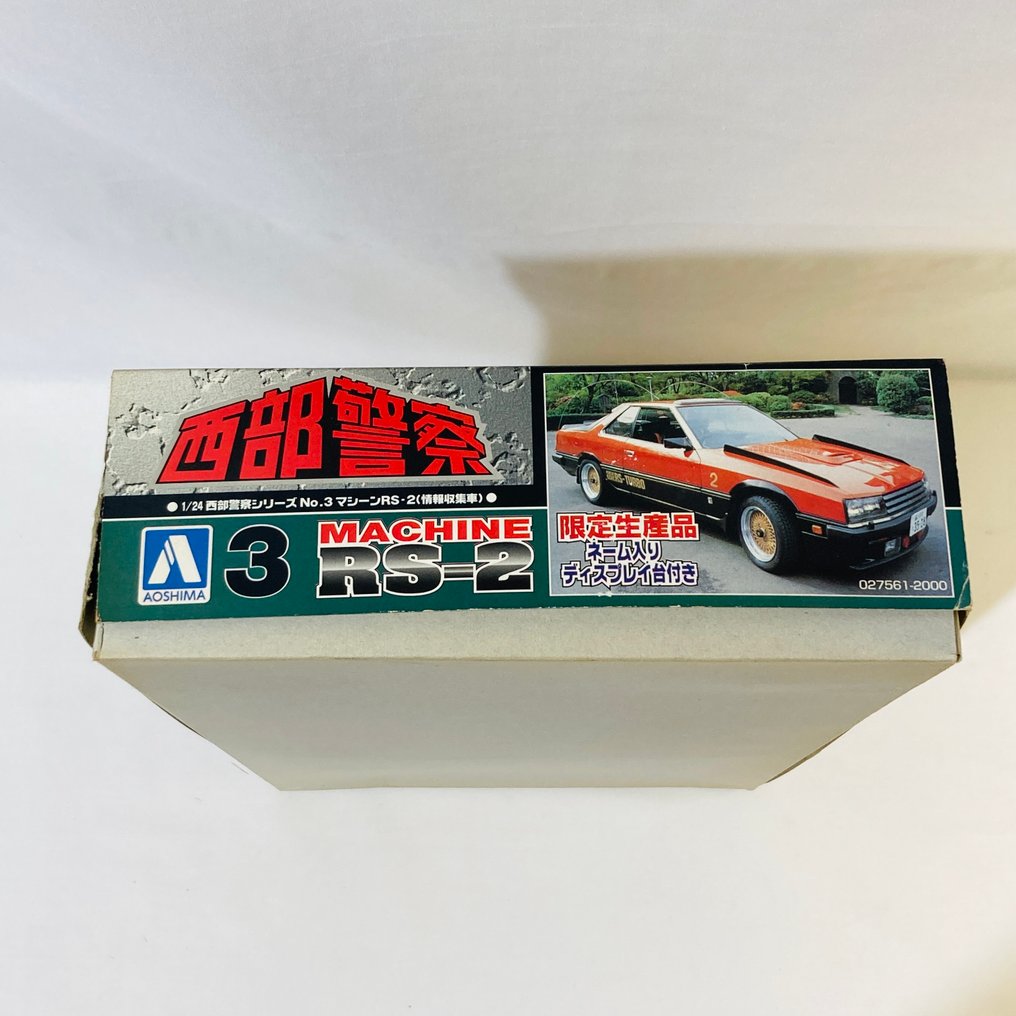 西部警察
●1/24 西部警察シリーズ No.3 マシーンRS-2(情報収集車)●
AOSHIMA
3
MACHINE
RS-2
2
限定生産品
ネーム入り
ディスプレイ台付き
027561-2000